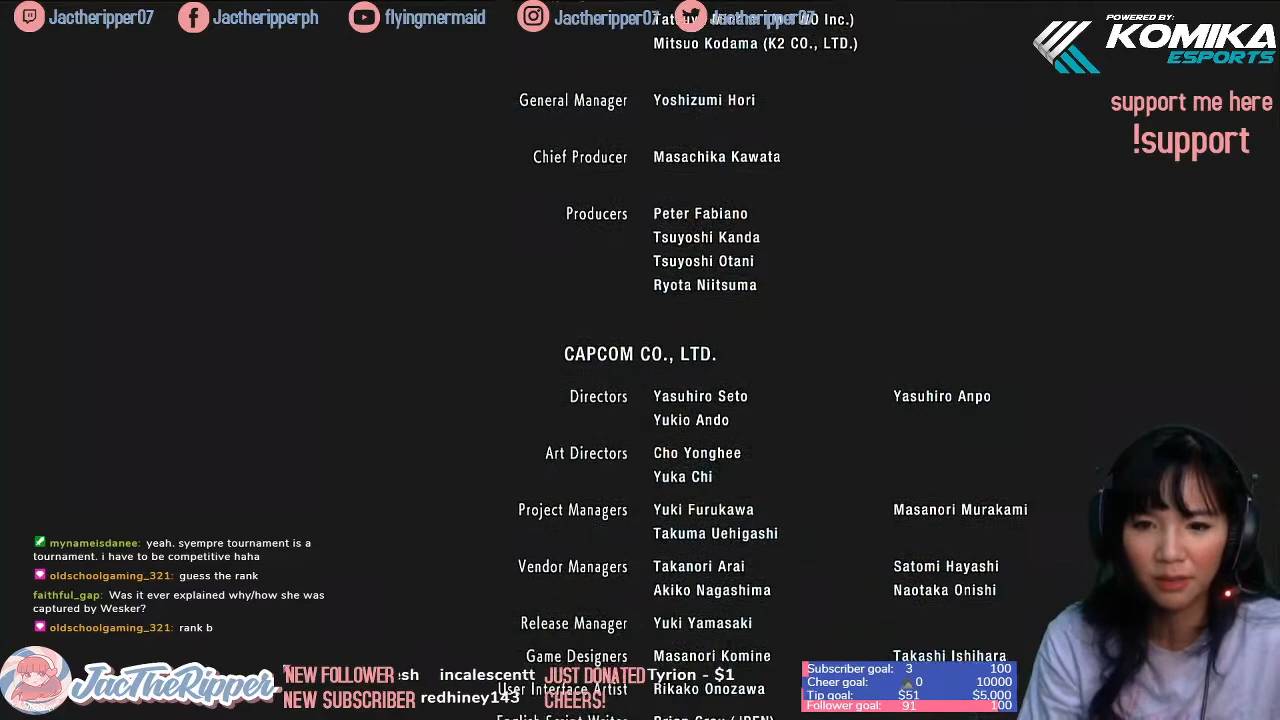 Jactheripper07 Jactheripperph flyingmermaid Jactheripper07 Jactheripper07
Inc.)
Mitsuo Kodama (K2 CO., LTD.)
POWERED BY:
KOMIKA
ESPORTS
support me here
!support
General Manager Yoshizumi Hori
Chief Producer Masachika Kawata
Producers Peter Fabiano
Tsuyoshi Kanda
Tsuyoshi Otani
Ryota Niitsuma
CAPCOM CO., LTD.
Directors Yasuhiro Seto Yasuhiro Anpo
Yukio Ando
Art Directors Cho Yonghee
Yuka Chi
Project Managers Yuki Furukawa Masanori Murakami
Takuma Uehigashi
Vendor Managers Takanori Arai Satomi Hayashi
Akiko Nagashima Naotaka Onishi
Release Manager Yuki Yamasaki
Game Designers Masanori Komine Takashi Ishihara
User Interface Artist Rikako Onozawa
mynameisdanee: yeah. syempre tournament is a
tournament. i have to be competitive haha
oldschoolgaming_321: guess the rank
faithful_gap: Was it ever explained why/how she was
captured by Wesker?
oldschoolgaming_321: rank b
JacTheRipper
NEW FOLLOWER sh incalescentt
NEW SUBSCRIBER redhiney143
JUST DONATED Tyrion - $1
CHEERS!
Subscriber goal: 3 100
Cheer goal: 0 10000
Tip goal: $51 $5,000
Follower goal: 91 100